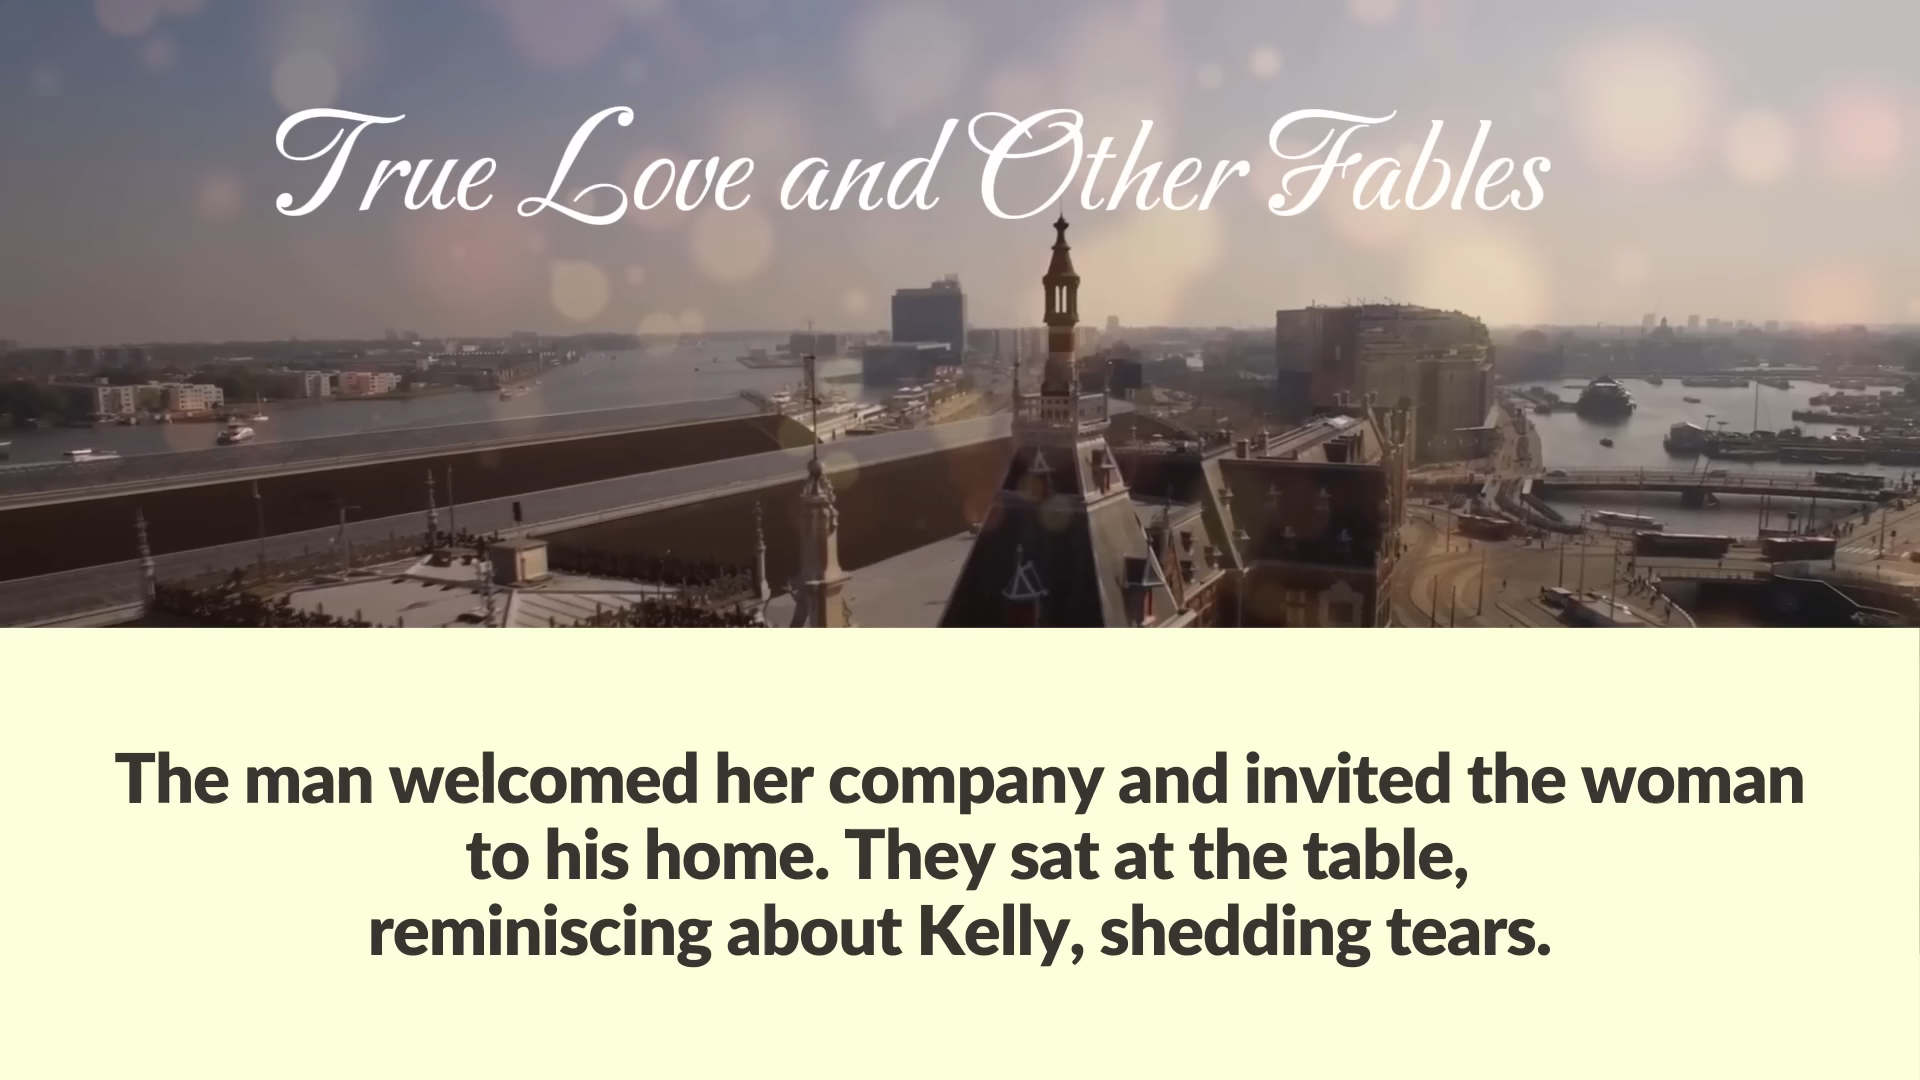 True Love and Other Fables
The man welcomed her company and invited the woman
to his home. They sat at the table,
reminiscing about Kelly, shedding tears.